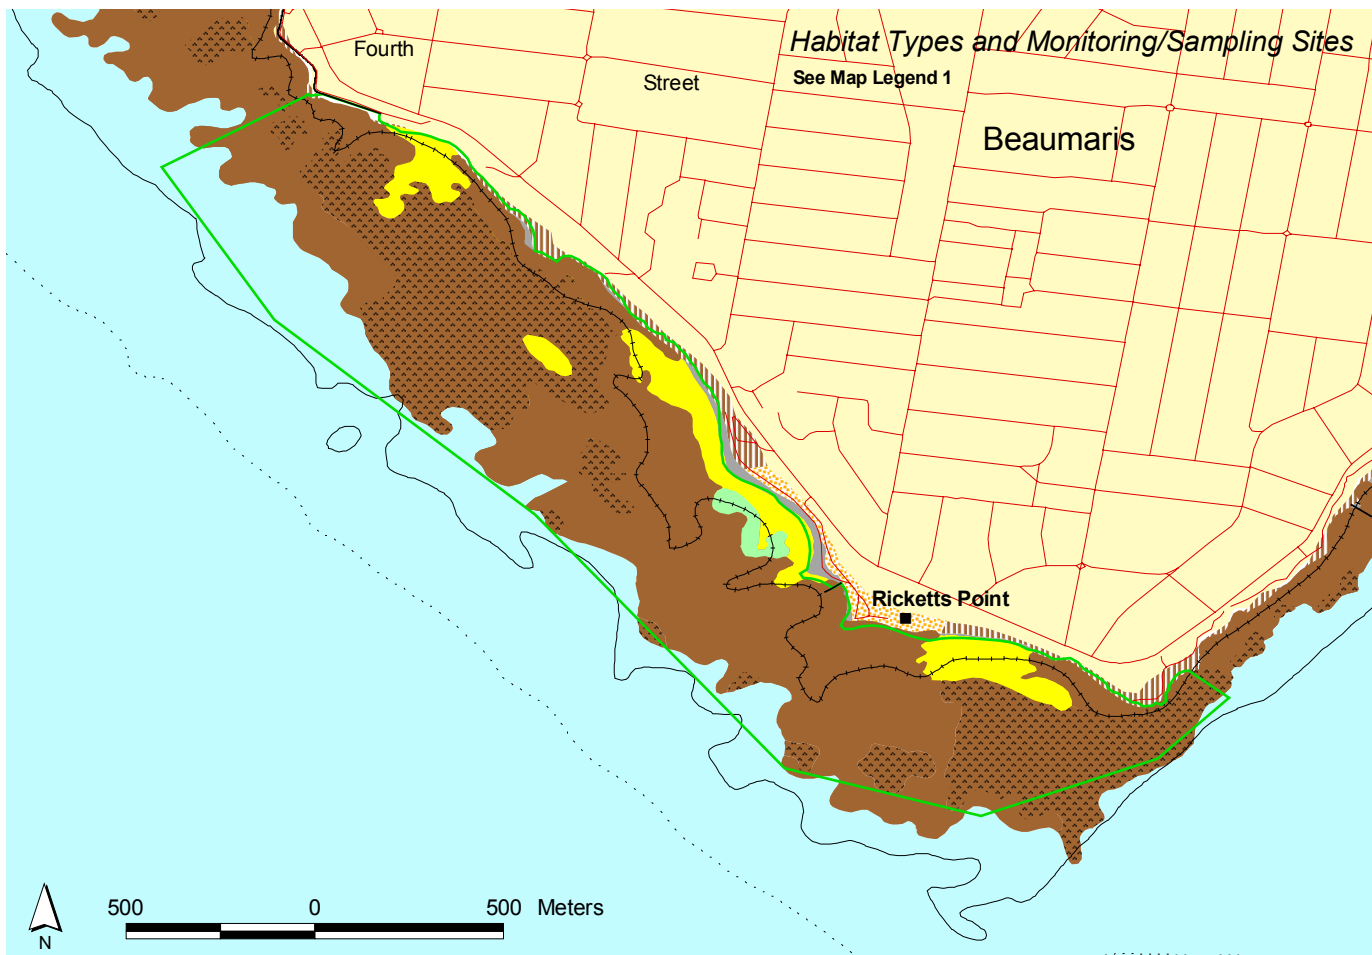 Habitat Types and Monitoring/Sampling Sites
Fourth
Street
See Map Legend 1
Beaumaris
Ricketts Point
500 0 500 Meters
N